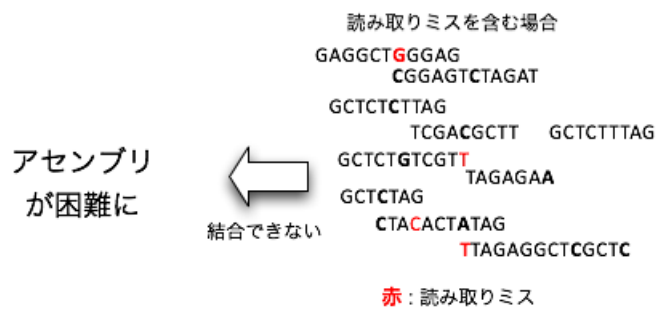 読み取りミスを含む場合
GAGGCTGGGAG
CGGAGTCTAGAT
GCTCTCTTAG
TCGACGCTT GCTCTTTAG
アセンブリ
が困難に
GCTCTGTCGTT
TAGAGAA
GCTCTAG
結合できない
CTACACTATAG
TTAGAGGCTCGCTC
赤:読み取りミス